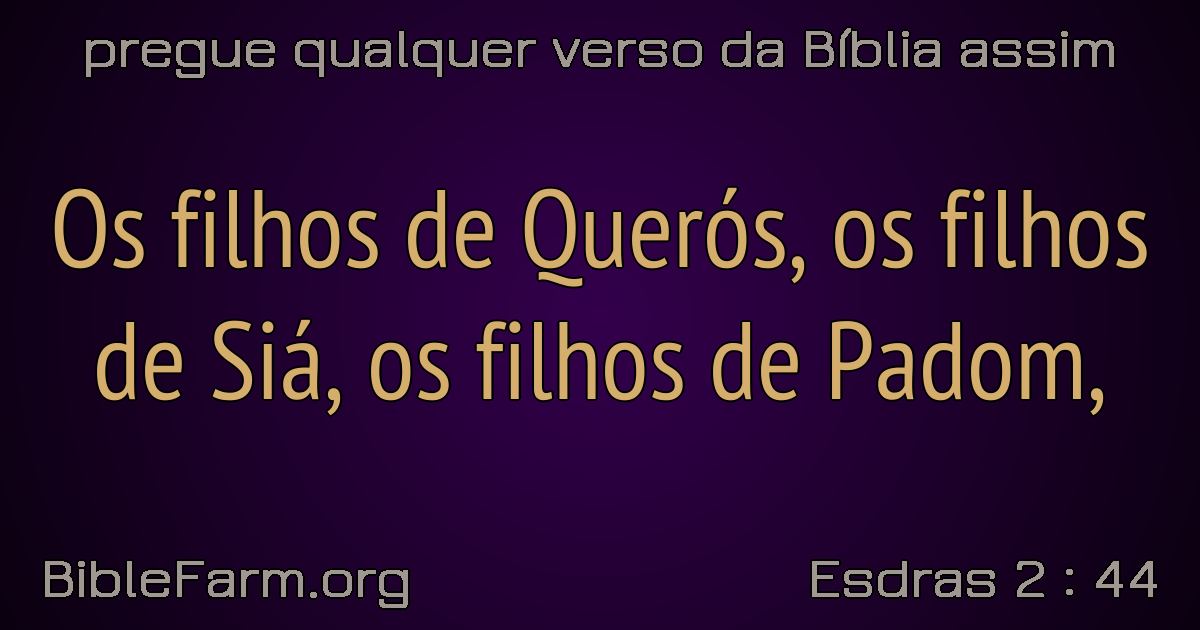 pregue qualquer verso da Bíblia assim
Os filhos de Querós, os filhos
de Siá, os filhos de Padom,
BibleFarm.org
Esdras 2 : 44